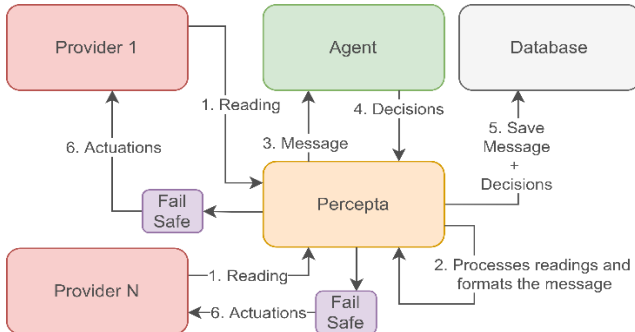 Provider 1
Agent
Database
1. Reading
4. Decisions
3. Message
5. Save
Message
+
Decisions
6. Actuations
Fail
Safe
Percepta
Provider N
1. Reading
2. Processes readings and
formats the message
6. Actuations
Fail
Safe